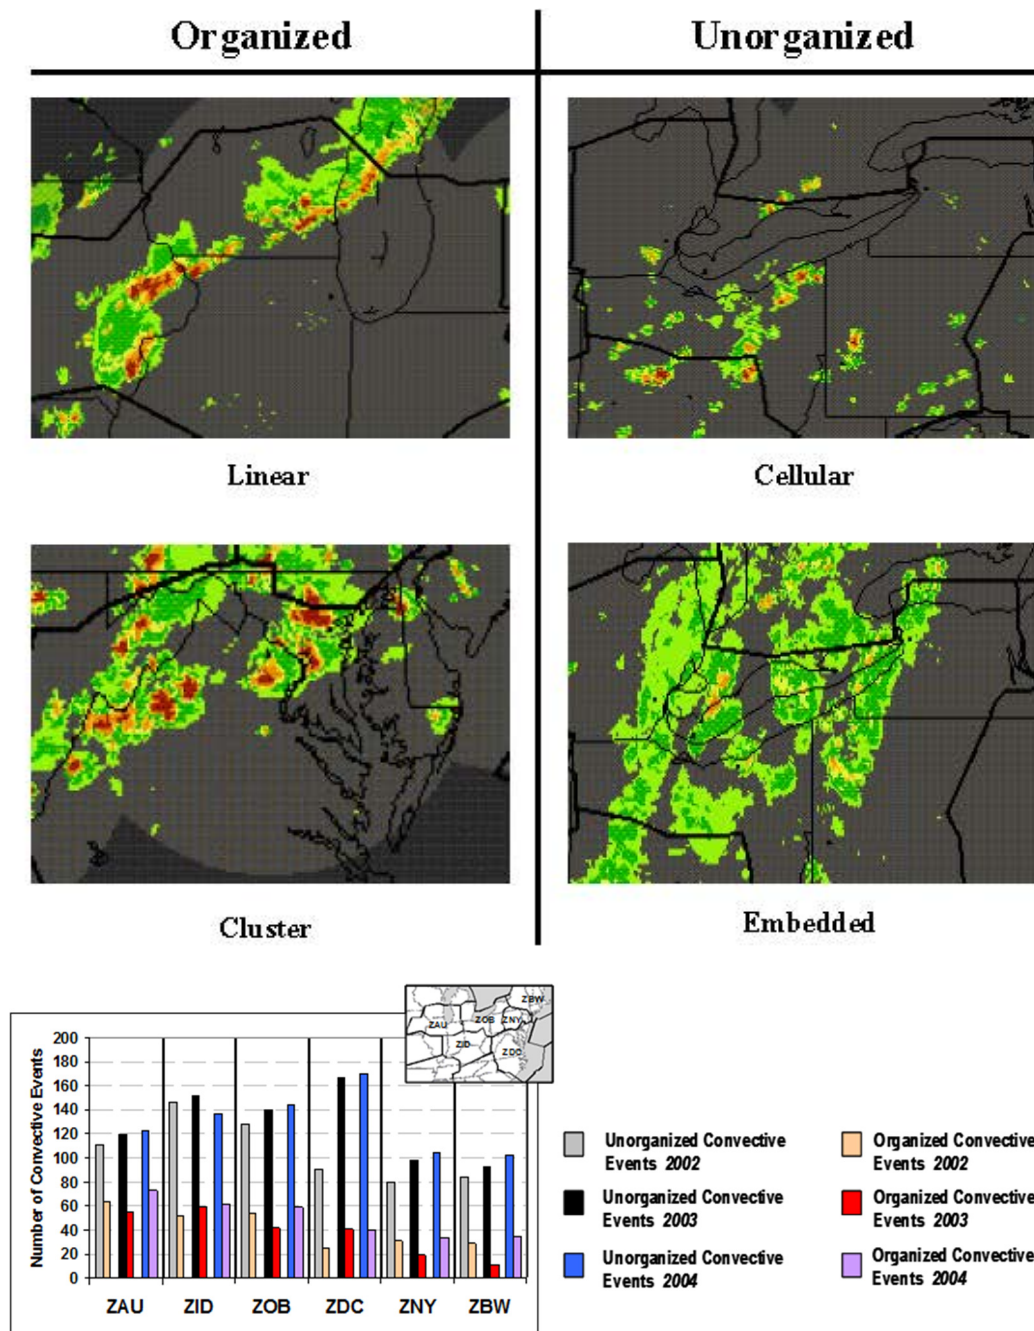 Organized
Unorganized
Linear
Cellular
Cluster
Embedded
ZBW
ZAU
ZOB
ZNY
ZID
ZDC
Number of Convective Events
200
180
160
140
120
100
80
60
40
20
0
ZAU
ZID
ZOB
ZDC
ZNY
ZBW
Unorganized Convective
Events 2002
Organized Convective
Events 2002
Unorganized Convective
Events 2003
Organized Convective
Events 2003
Unorganized Convective
Events 2004
Organized Convective
Events 2004